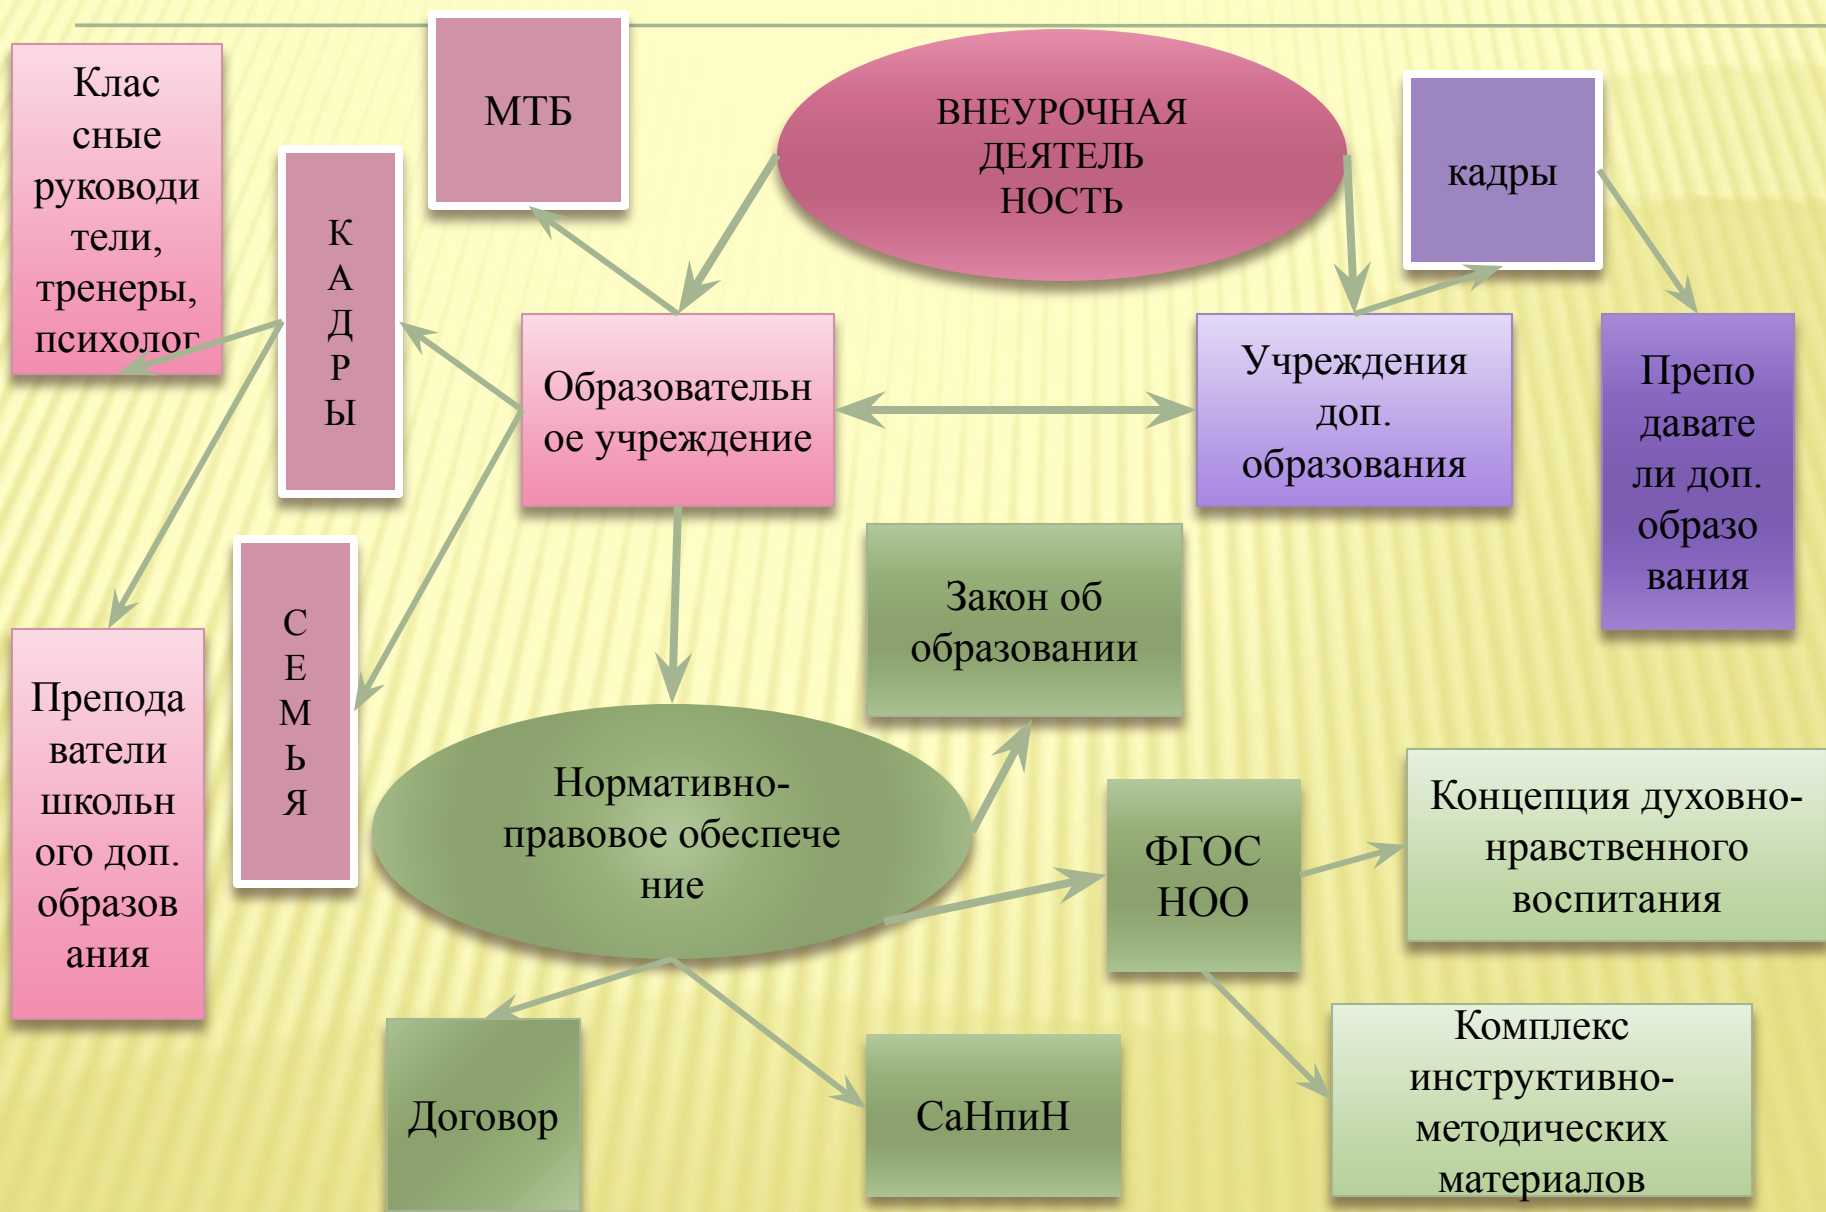 Клас
сные
руководи
тели,
тренеры,
психолог
МТБ
ВНЕУРОЧНАЯ
ДЕЯТЕЛЬ
НОСТЬ
кадры
К
А
Д
Р
Ы
Образовательн
ое учреждение
Учреждения
доп.
образования
Препо
давате
ли доп.
образо
вания
С
Е
М
Ь
Я
Закон об
образовании
Препода
ватели
школьн
ого доп.
образов
ания
Нормативно-
правовое обеспече
ние
ФГОС
НОО
Концепция духовно-
нравственного
воспитания
Договор
СаНпиН
Комплекс
инструктивно-
методических
материалов